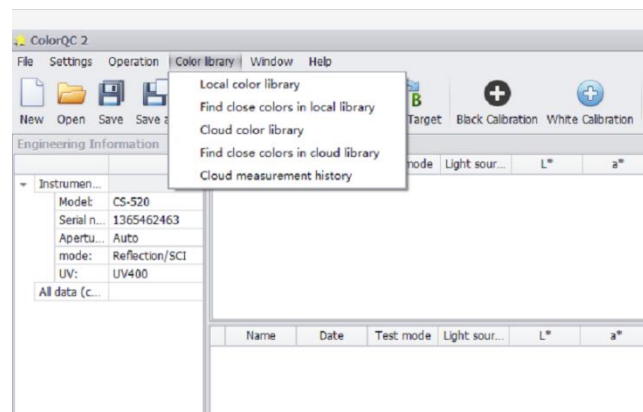 ColorQC 2
File Settings Operation Color library Window Help
Local color library
Find close colors in local library
Cloud color library
Find close colors in cloud library
Cloud measurement history
New Open Save Save a Target Black Calibration White Calibration
Engineering Information
node Light sour... L* a*
Instrumen...
Model: CS-520
Serial n... 1365462463
Apertu... Auto
mode: Reflection/SCI
UV: UV400
All data (c...
Name Date Test mode Light sour... L* a*